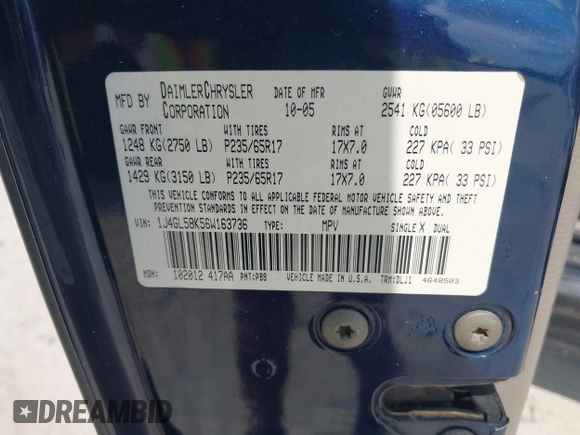 MFD BY DAIMLERCHRYSLER CORPORATION DATE OF MFR 10-05 GVWR 2541 KG(05600 LB)
GAWR FRONT WITH TIRES RIMS AT COLD
1248 KG(2750 LB) P235/65R17 17X7.0 227 KPA( 33 PSI)
GAWR REAR WITH TIRES RIMS AT COLD
1429 KG(3150 LB) P235/65R17 17X7.0 227 KPA( 33 PSI)
THIS VEHICLE CONFORMS TO ALL APPLICABLE FEDERAL MOTOR VEHICLE SAFETY AND THEFT
PREVENTION STANDARDS IN EFFECT ON THE DATE OF MANUFACTURE SHOWN ABOVE.
VEHICLE ID NO.: 1J4GL58K56W163736 TYPE: MPV SINGLE X DUAL
MDH: 102012 417AA PNT:PBB VEHICLE MADE IN U.S.A. TRM:DLJ1 4648503
DREAMBID